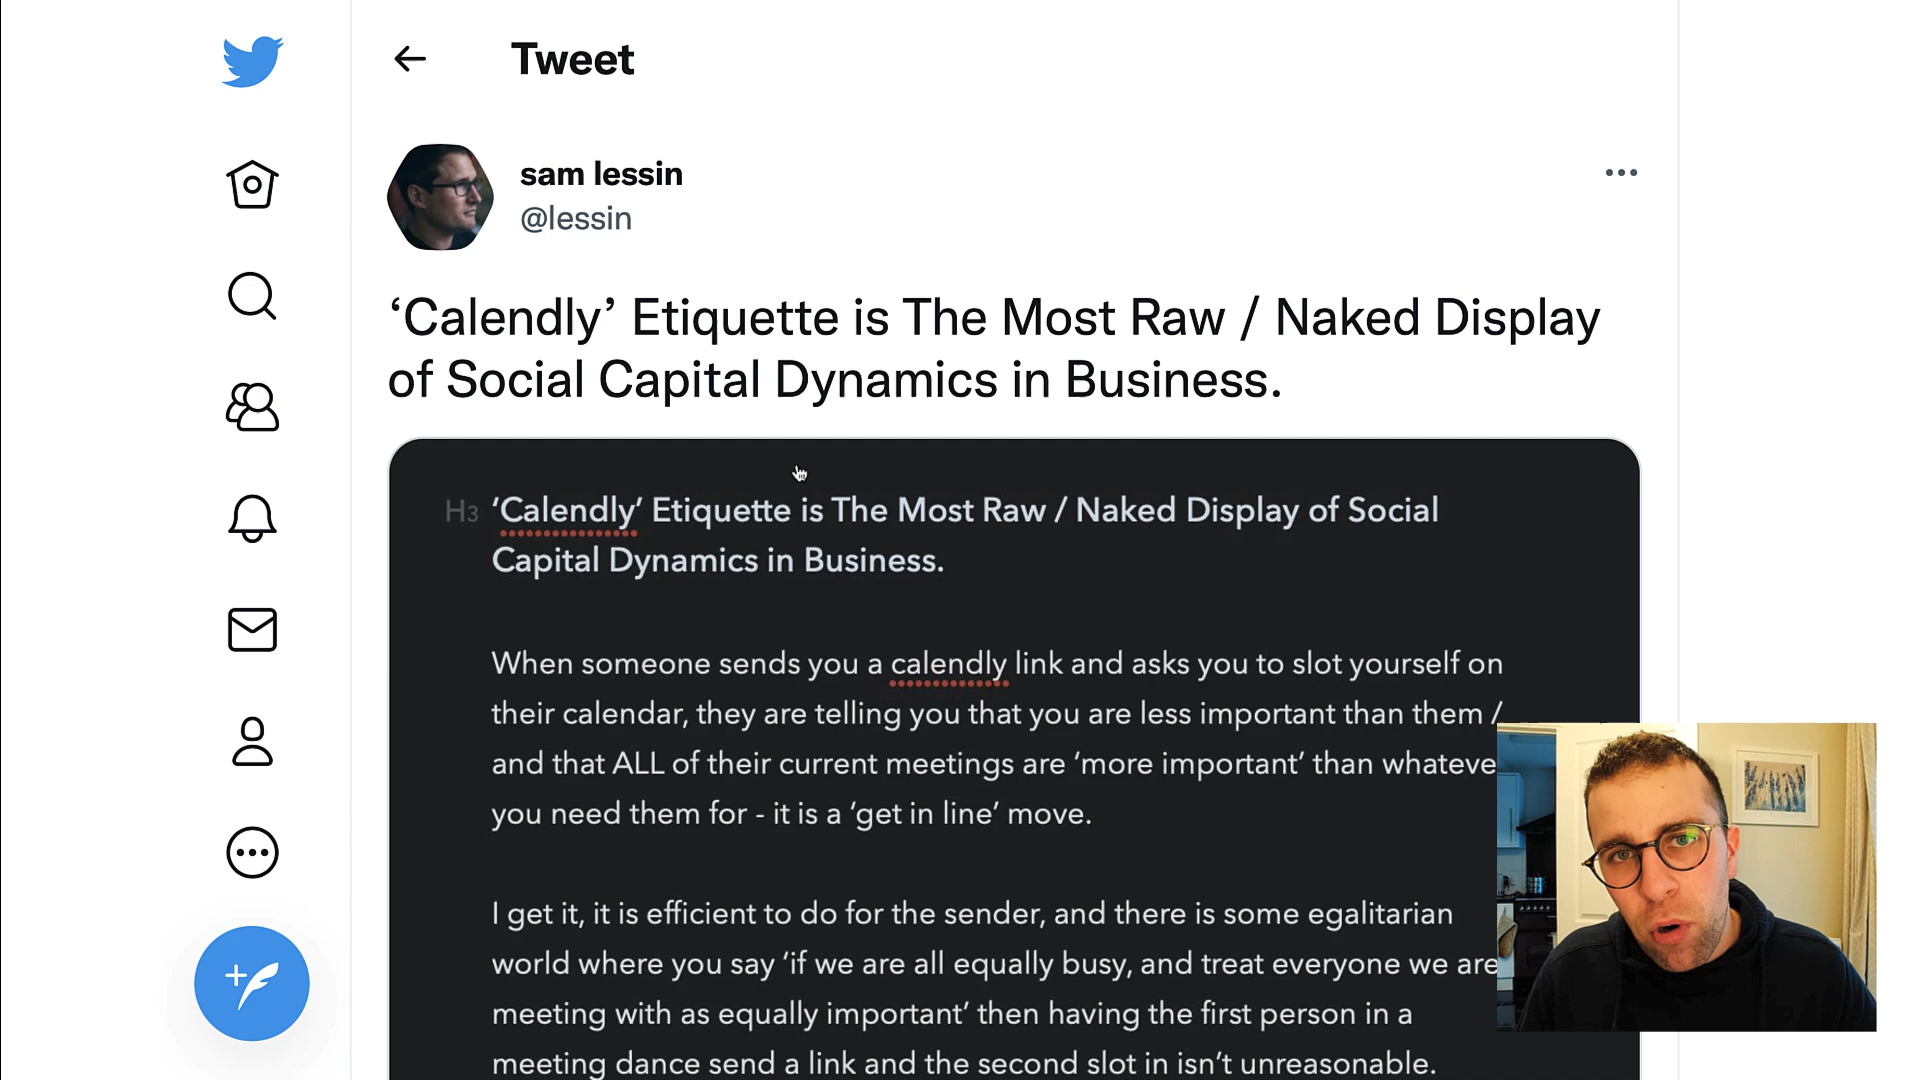 Tweet
sam lessin
@lessin
‘Calendly’ Etiquette is The Most Raw / Naked Display
of Social Capital Dynamics in Business.
H3 ‘Calendly’ Etiquette is The Most Raw / Naked Display of Social
Capital Dynamics in Business.
When someone sends you a calendly link and asks you to slot yourself on
their calendar, they are telling you that you are less important than them /
and that ALL of their current meetings are ‘more important’ than whateve
you need them for - it is a ‘get in line’ move.
I get it, it is efficient to do for the sender, and there is some egalitarian
world where you say ‘if we are all equally busy, and treat everyone we are
meeting with as equally important’ then having the first person in a
meeting dance send a link and the second slot in isn’t unreasonable.